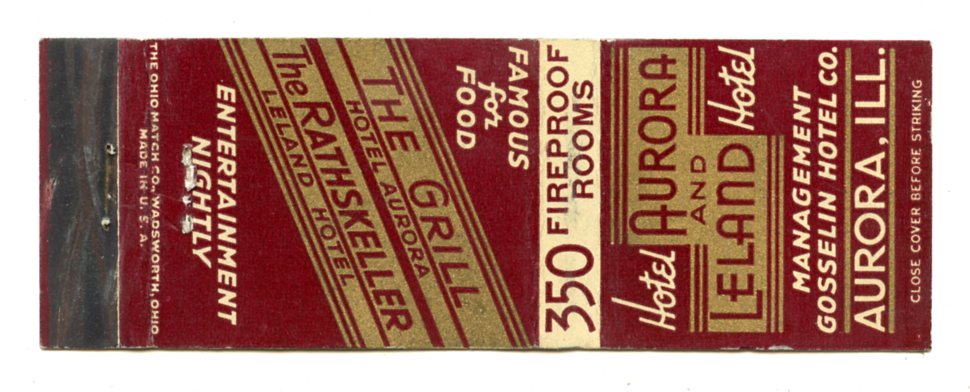 CLOSE COVER BEFORE STRIKING
Hotel AURORA
AND
LELAND Hotel
MANAGEMENT
GOSSELIN HOTEL CO.
AURORA, ILL.
350 FIREPROOF
ROOMS
FAMOUS
for
FOOD
THE GRILL
HOTEL AURORA
The RATHSKELLER
LELAND HOTEL
ENTERTAINMENT
NIGHTLY
THE OHIO MATCH CO., WADSWORTH, OHIO
MADE IN U. S. A.